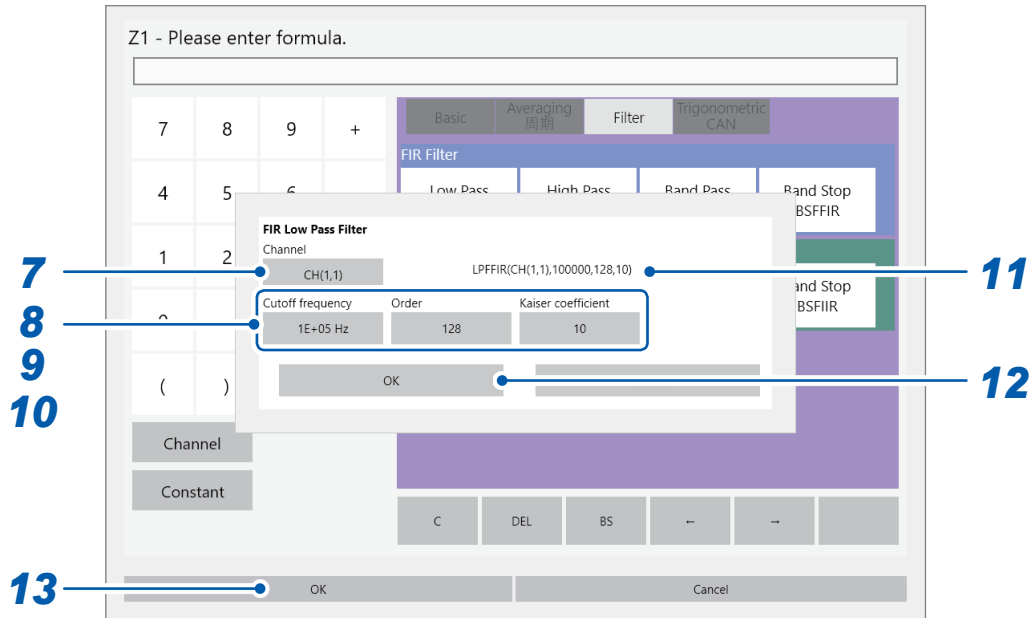 Z1 - Please enter formula.
7 8 9 +
Basic
Averaging
周期
Filter
Trigonometric
CAN
FIR Filter
4 5 6
Low Pass
High Pass
Band Pass
Band Stop
BSFFIR
FIR Low Pass Filter
Channel
1 2
7
CH(1,1)
LPFFIR(CH(1,1),100000,128,10)
11
and Stop
BSFIIR
Cutoff frequency
Order
Kaiser coefficient
8
1E+05 Hz
128
10
9
10
( )
OK
12
Channel
Constant
C
DEL
BS
←
→
13
OK
Cancel